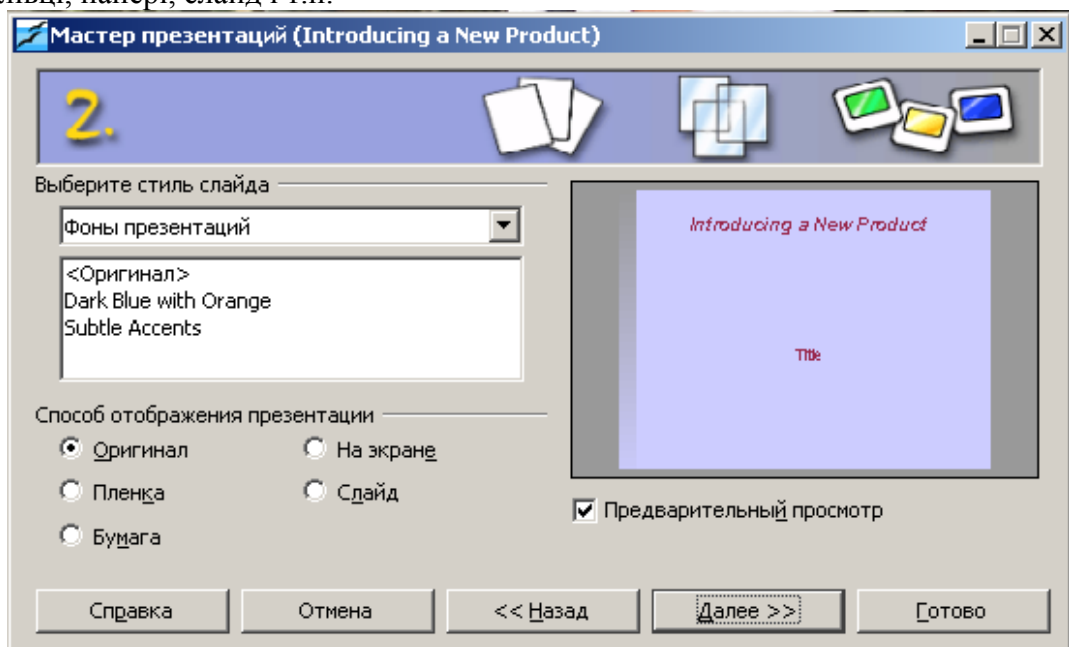 папері, слайд і т.п.
Мастер презентаций (Introducing a New Product)
2.
Выберите стиль слайда
Фоны презентаций
<Оригинал>
Dark Blue with Orange
Subtle Accents
Introducing a New Product
Title
Способ отображения презентации
Оригинал
На экране
Пленка
Слайд
Бумага
Предварительный просмотр
Справка
Отмена
<< Назад
Далее >>
Готово